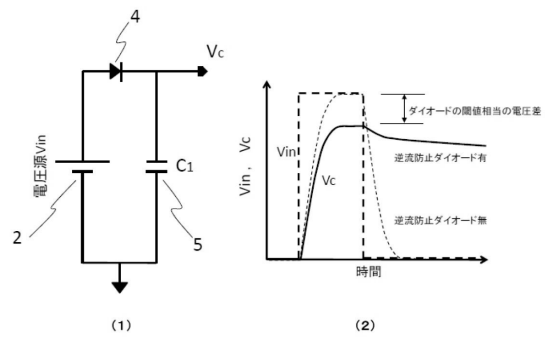 4
Vc
電圧源Vin
2
C1
5
(1)
Vin, Vc
Vin
Vc
ダイオードの閾値相当の電圧差
逆流防止ダイオード有
逆流防止ダイオード無
時間
(2)